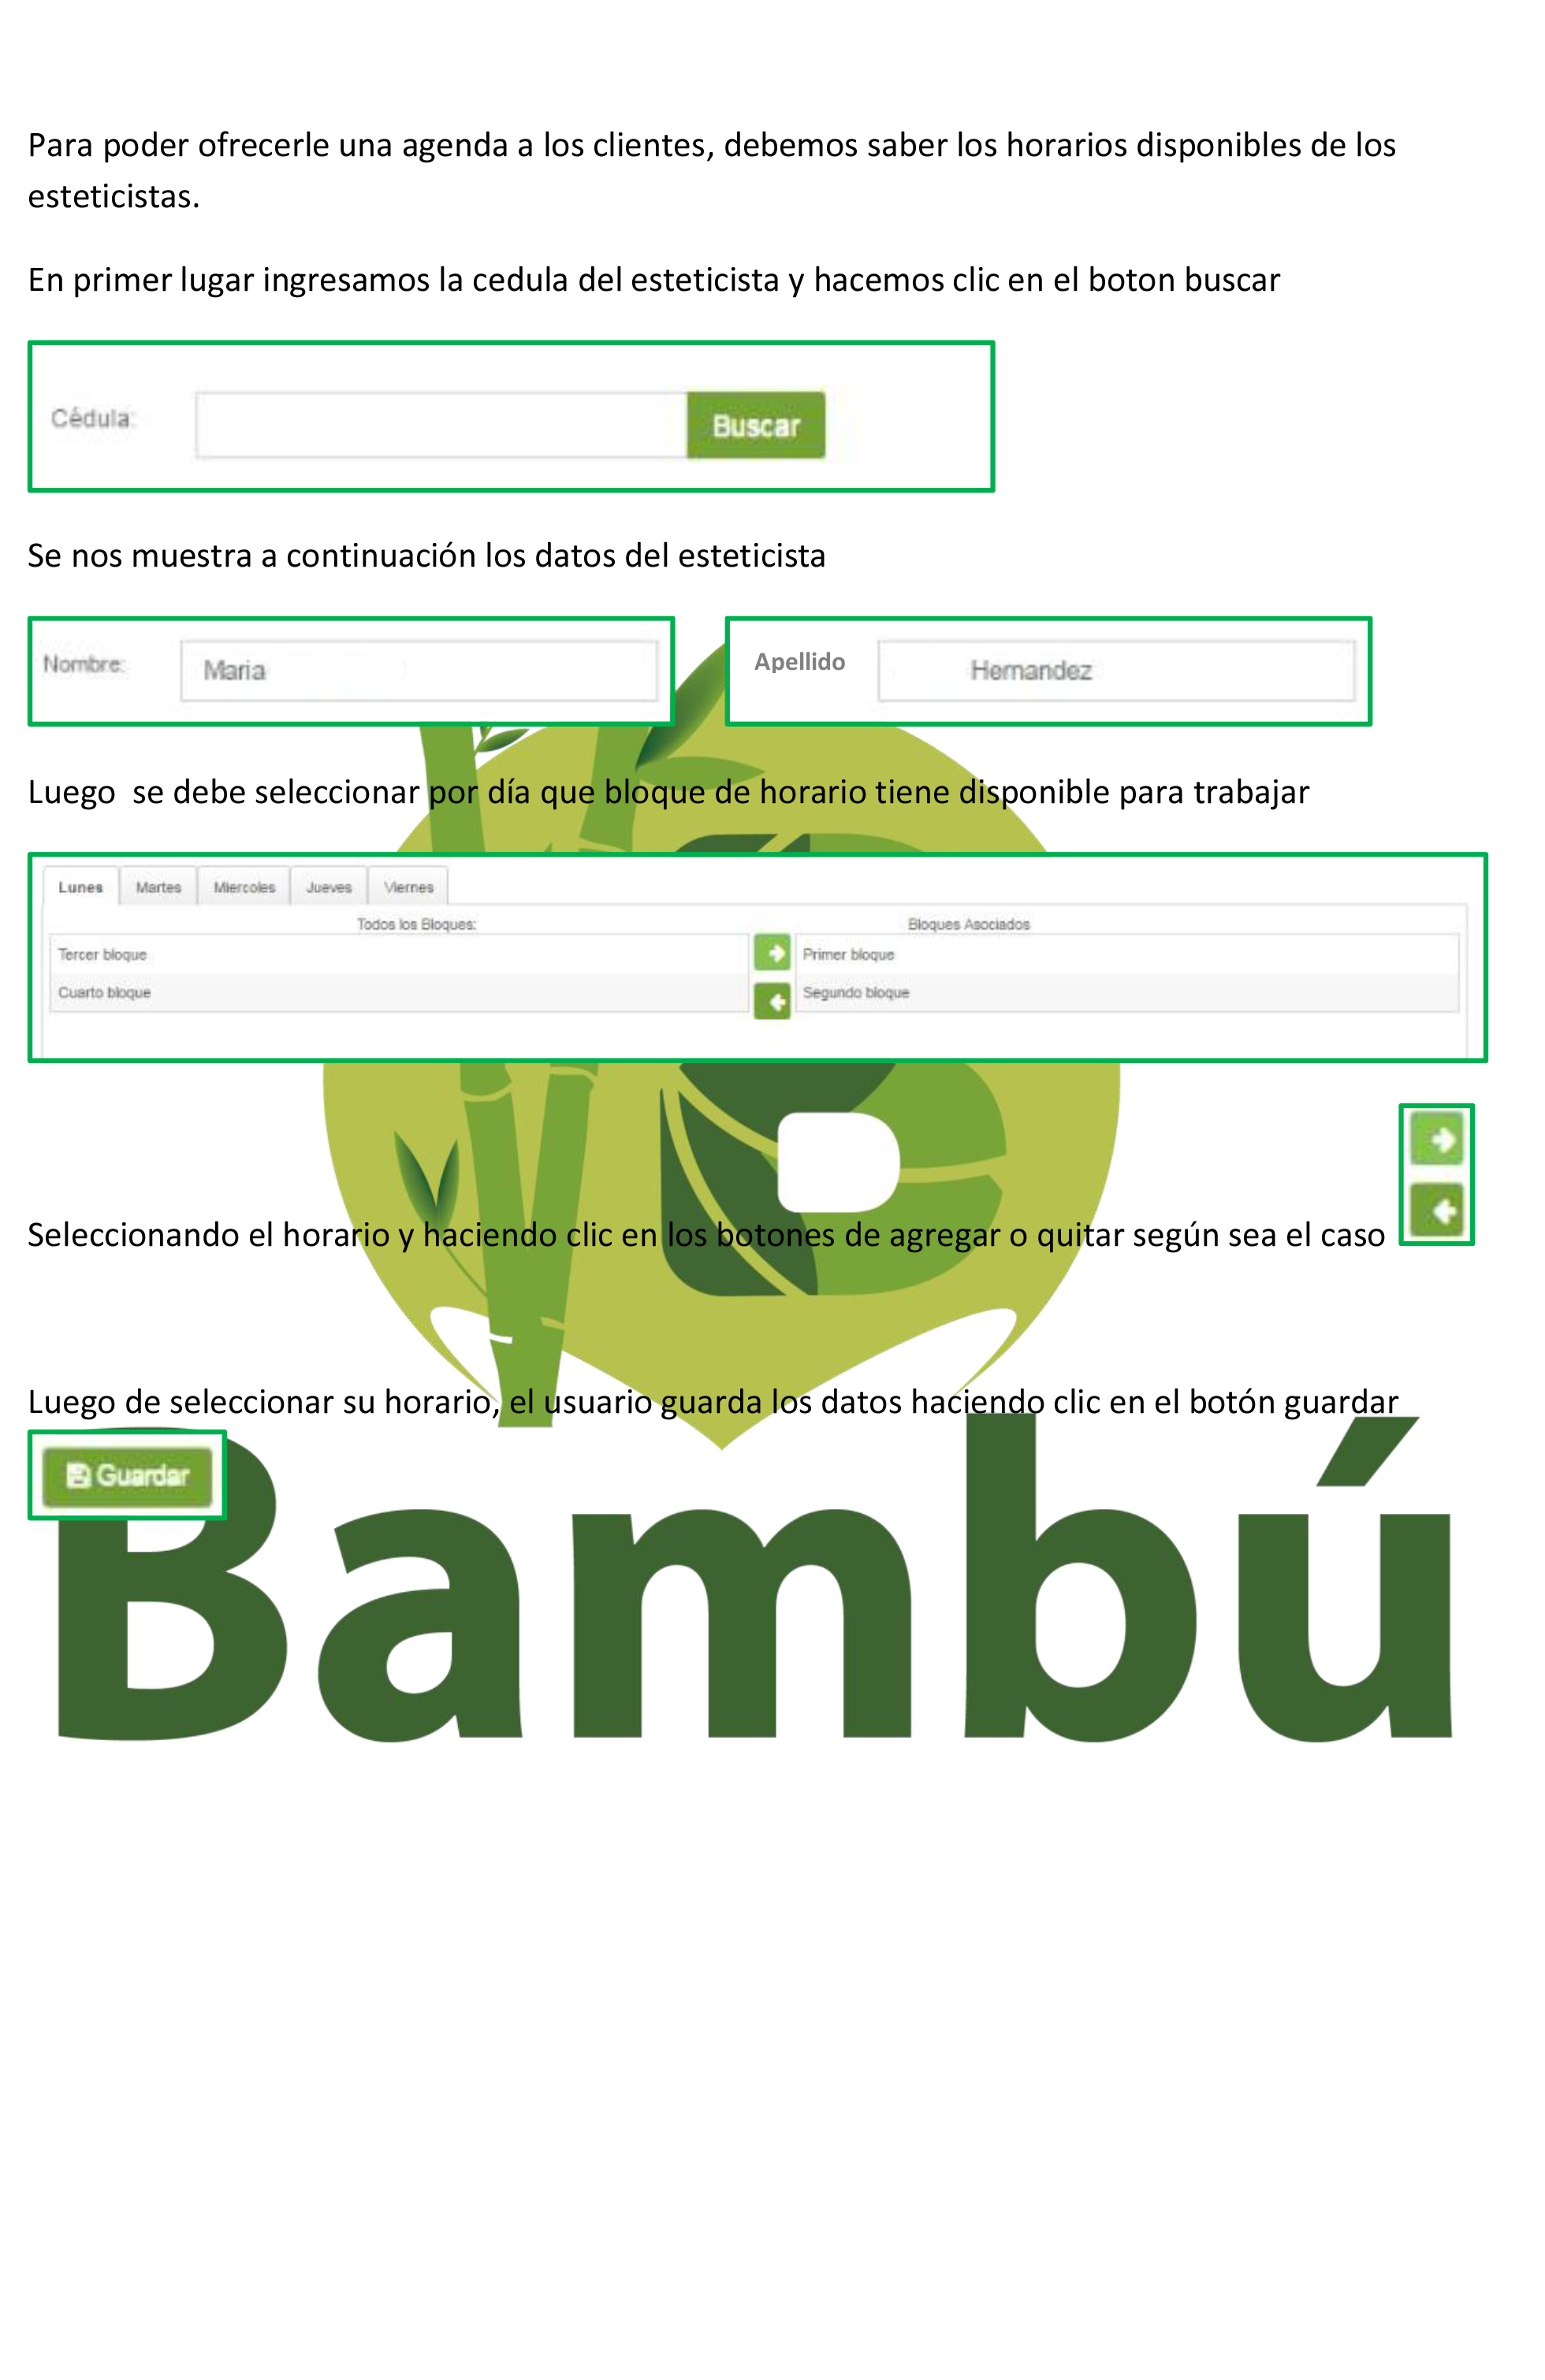 Para poder ofrecerle una agenda a los clientes, debemos saber los horarios disponibles de los
esteticistas.
En primer lugar ingresamos la cedula del esteticista y hacemos clic en el boton buscar
Cédula:
Buscar
Se nos muestra a continuación los datos del esteticista
Nombre: Maria
Apellido Hernandez
Luego  se debe seleccionar por día que bloque de horario tiene disponible para trabajar
Lunes Martes Miercoles Jueves Viernes
Todos los Bloques: Bloques Asociados
Tercer bloque Primer bloque
Cuarto bloque Segundo bloque
Seleccionando el horario y haciendo clic en los botones de agregar o quitar según sea el caso
Luego de seleccionar su horario, el usuario guarda los datos haciendo clic en el botón guardar
Guardar
Bambú